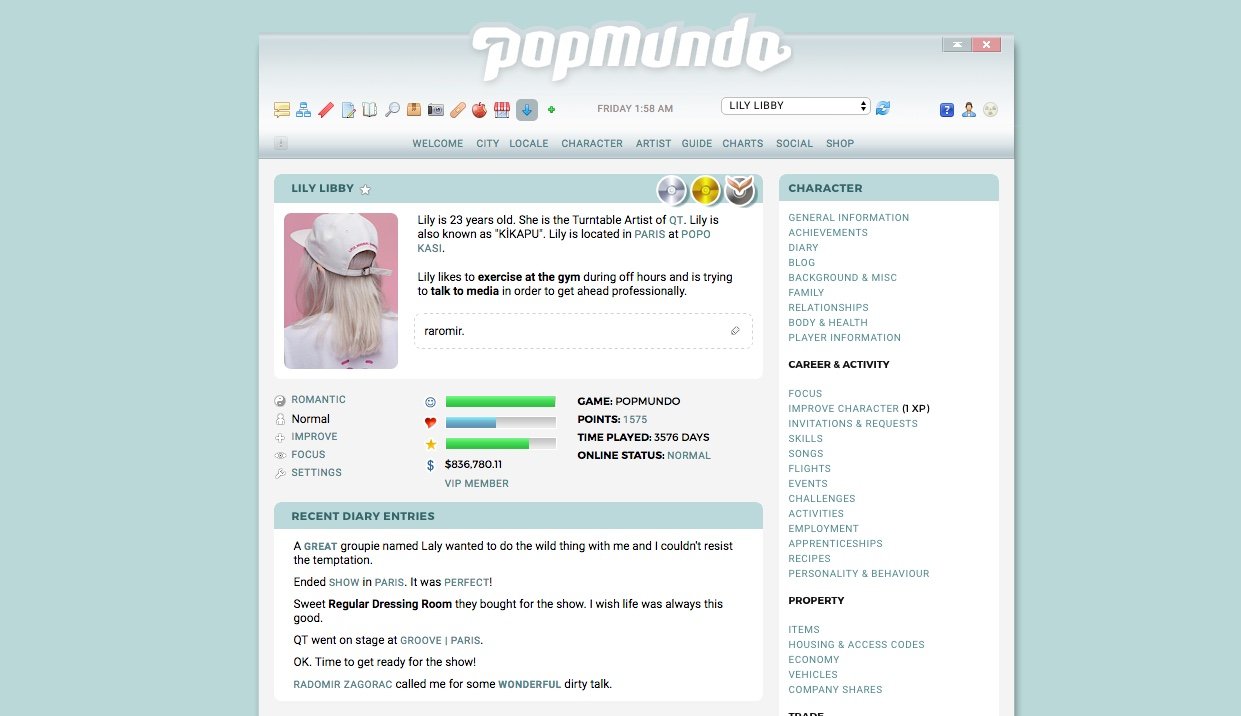 popmundo
FRIDAY 1:58 AM
LILY LIBBY
WELCOME CITY LOCALE CHARACTER ARTIST GUIDE CHARTS SOCIAL SHOP
LILY LIBBY
Lily is 23 years old. She is the Turntable Artist of QT. Lily is
also known as "KİKAPU". Lily is located in PARIS at POPO
KASI.
Lily likes to exercise at the gym during off hours and is trying
to talk to media in order to get ahead professionally.
raromir.
ROMANTIC
Normal
IMPROVE
FOCUS
SETTINGS
$ $836,780.11
VIP MEMBER
GAME: POPMUNDO
POINTS: 1575
TIME PLAYED: 3576 DAYS
ONLINE STATUS: NORMAL
RECENT DIARY ENTRIES
A GREAT groupie named Laly wanted to do the wild thing with me and I couldn't resist
the temptation.
Ended SHOW in PARIS. It was PERFECT!
Sweet Regular Dressing Room they bought for the show. I wish life was always this
good.
QT went on stage at GROOVE | PARIS.
OK. Time to get ready for the show!
RADOMIR ZAGORAC called me for some WONDERFUL dirty talk.
CHARACTER
GENERAL INFORMATION
ACHIEVEMENTS
DIARY
BLOG
BACKGROUND & MISC
FAMILY
RELATIONSHIPS
BODY & HEALTH
PLAYER INFORMATION
CAREER & ACTIVITY
FOCUS
IMPROVE CHARACTER (1 XP)
INVITATIONS & REQUESTS
SKILLS
SONGS
FLIGHTS
EVENTS
CHALLENGES
ACTIVITIES
EMPLOYMENT
APPRENTICESHIPS
RECIPES
PERSONALITY & BEHAVIOUR
PROPERTY
ITEMS
HOUSING & ACCESS CODES
ECONOMY
VEHICLES
COMPANY SHARES
TRADE